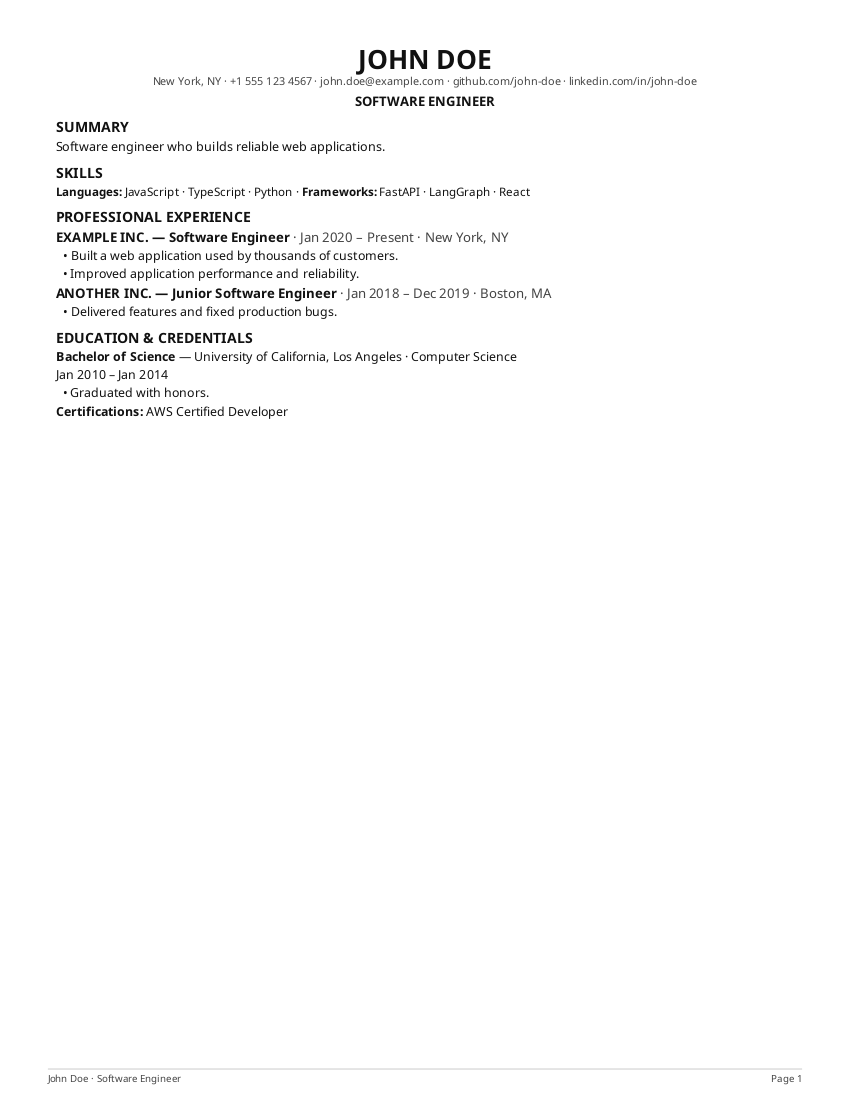 JOHN DOE
New York, NY · +1 555 123 4567 · john.doe@example.com · github.com/john-doe · linkedin.com/in/john-doe
SOFTWARE ENGINEER
SUMMARY
Software engineer who builds reliable web applications.
SKILLS
Languages: JavaScript · TypeScript · Python · Frameworks: FastAPI · LangGraph · React
PROFESSIONAL EXPERIENCE
EXAMPLE INC. — Software Engineer · Jan 2020 – Present · New York, NY
• Built a web application used by thousands of customers.
• Improved application performance and reliability.
ANOTHER INC. — Junior Software Engineer · Jan 2018 – Dec 2019 · Boston, MA
• Delivered features and fixed production bugs.
EDUCATION & CREDENTIALS
Bachelor of Science — University of California, Los Angeles · Computer Science
Jan 2010 – Jan 2014
• Graduated with honors.
Certifications: AWS Certified Developer
John Doe · Software Engineer
Page 1